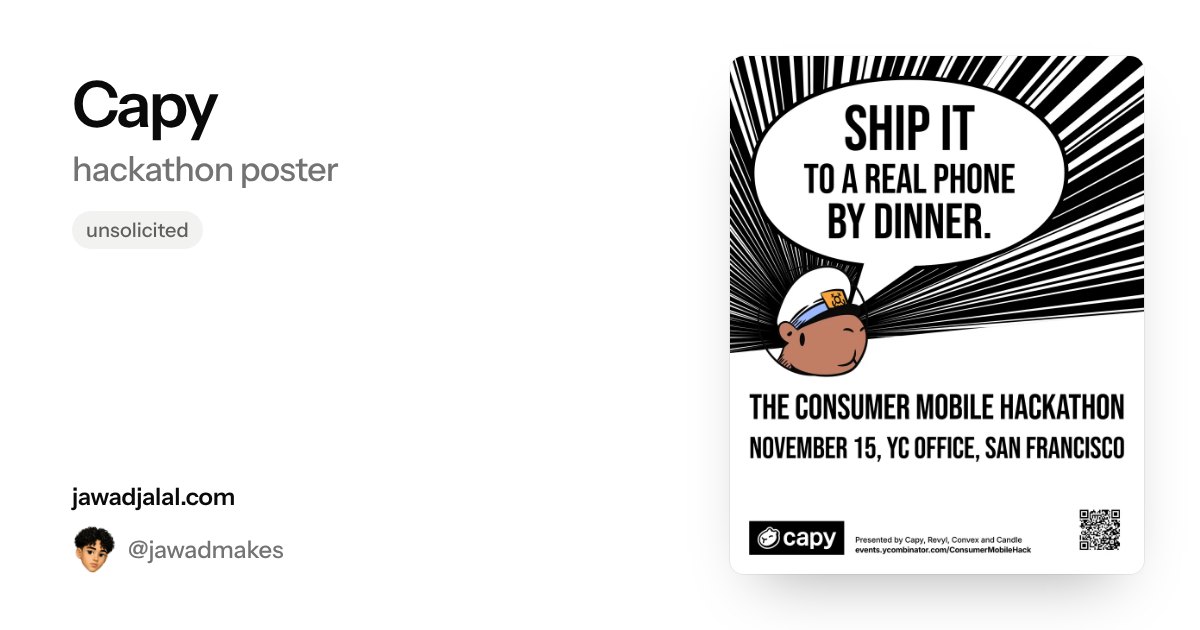 Capy
hackathon poster
unsolicited
jawadjalal.com
@jawadmakes
SHIP IT
TO A REAL PHONE
BY DINNER.
THE CONSUMER MOBILE HACKATHON
NOVEMBER 15, YC OFFICE, SAN FRANCISCO
capy
Presented by Capy, Revyl, Convex and Candle
events.ycombinator.com/ConsumerMobileHack